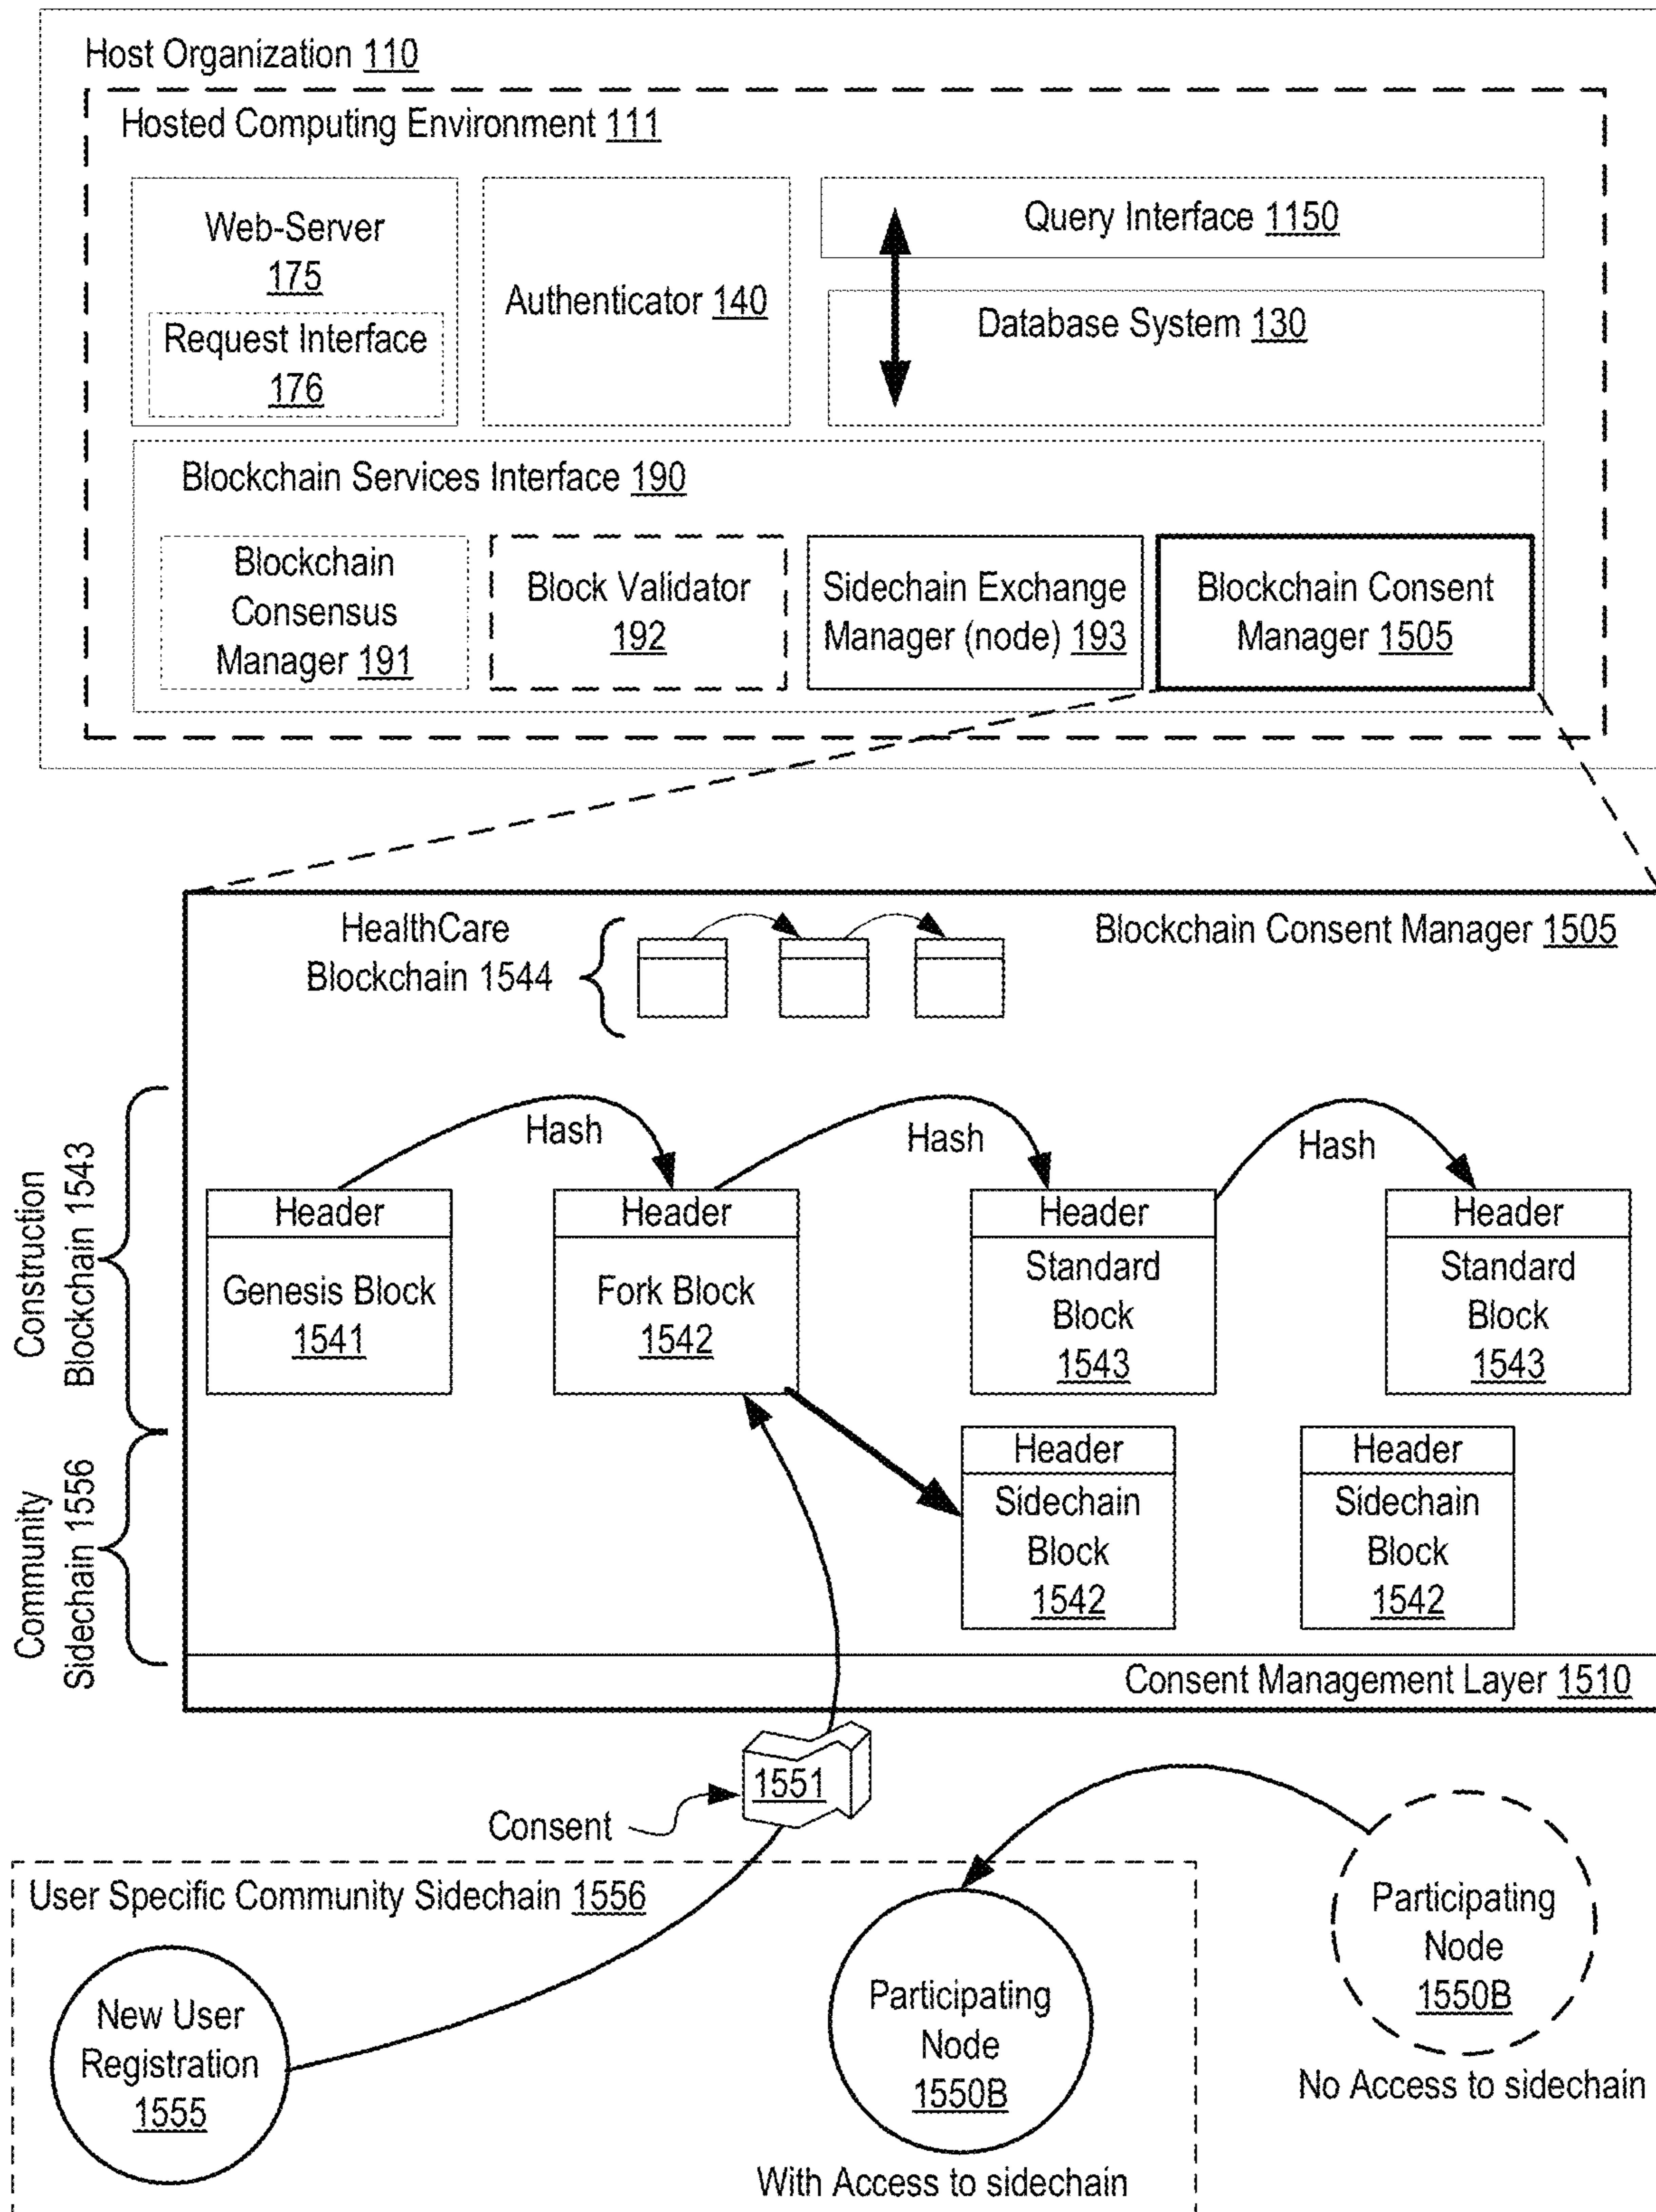 Host Organization 110
Hosted Computing Environment 111
Web-Server
175
Request Interface
176
Authenticator 140
Query Interface 1150
Database System 130
Blockchain Services Interface 190
Blockchain
Consensus
Manager 191
Block Validator
192
Sidechain Exchange
Manager (node) 193
Blockchain Consent
Manager 1505
HealthCare
Blockchain 1544
Blockchain Consent Manager 1505
Construction
Blockchain 1543
Hash
Hash
Hash
Header
Genesis Block
1541
Header
Fork Block
1542
Header
Standard
Block
1543
Header
Standard
Block
1543
Community
Sidechain 1556
Header
Sidechain
Block
1542
Header
Sidechain
Block
1542
Consent Management Layer 1510
1551
Consent
User Specific Community Sidechain 1556
New User
Registration
1555
Participating
Node
1550B
With Access to sidechain
Participating
Node
1550B
No Access to sidechain